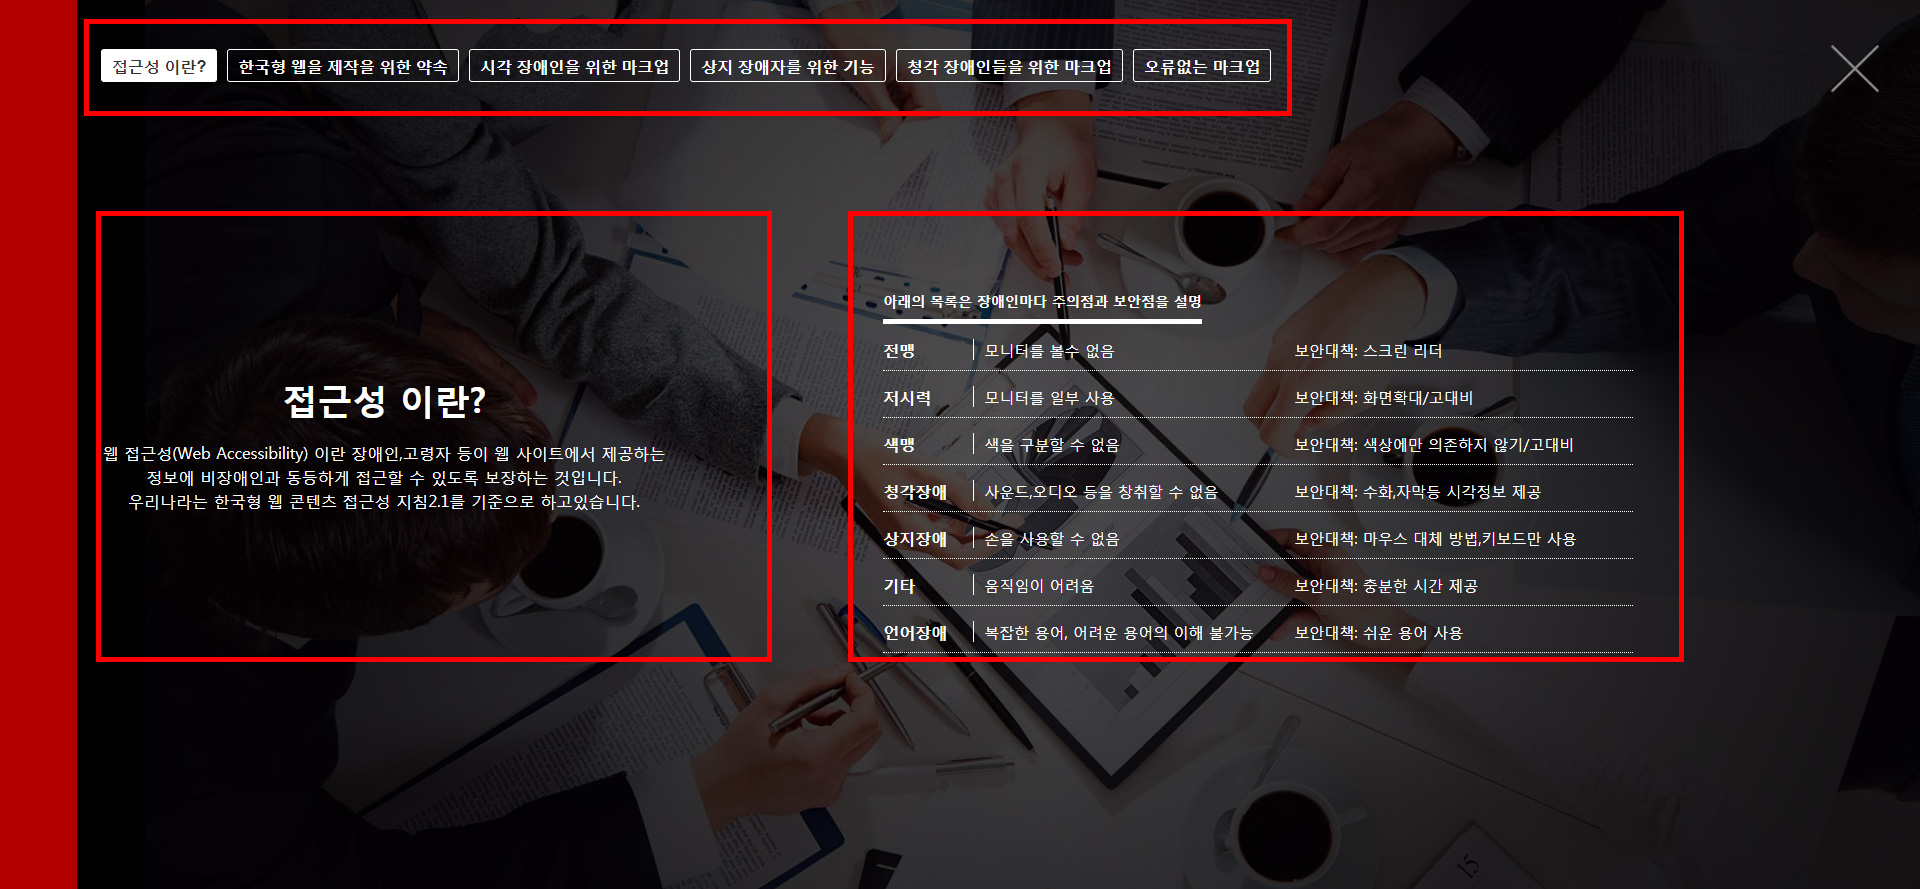 접근성 이란?
한국형 웹을 제작을 위한 약속
시각 장애인을 위한 마크업
상지 장애자를 위한 기능
청각 장애인들을 위한 마크업
오류없는 마크업
접근성 이란?
웹 접근성(Web Accessibility) 이란 장애인,고령자 등이 웹 사이트에서 제공하는
정보에 비장애인과 동등하게 접근할 수 있도록 보장하는 것입니다.
우리나라는 한국형 웹 콘텐츠 접근성 지침2.1를 기준으로 하고있습니다.
아래의 목록은 장애인마다 주의점과 보안점을 설명
전맹 모니터를 볼수 없음 보안대책: 스크린 리더
저시력 모니터를 일부 사용 보안대책: 화면확대/고대비
색맹 색을 구분할 수 없음 보안대책: 색상에만 의존하지 않기/고대비
청각장애 사운드,오디오 등을 창취할 수 없음 보안대책: 수화,자막등 시각정보 제공
상지장애 손을 사용할 수 없음 보안대책: 마우스 대체 방법,키보드만 사용
기타 움직임이 어려움 보안대책: 충분한 시간 제공
언어장애 복잡한 용어, 어려운 용어의 이해 불가능 보안대책: 쉬운 용어 사용
15